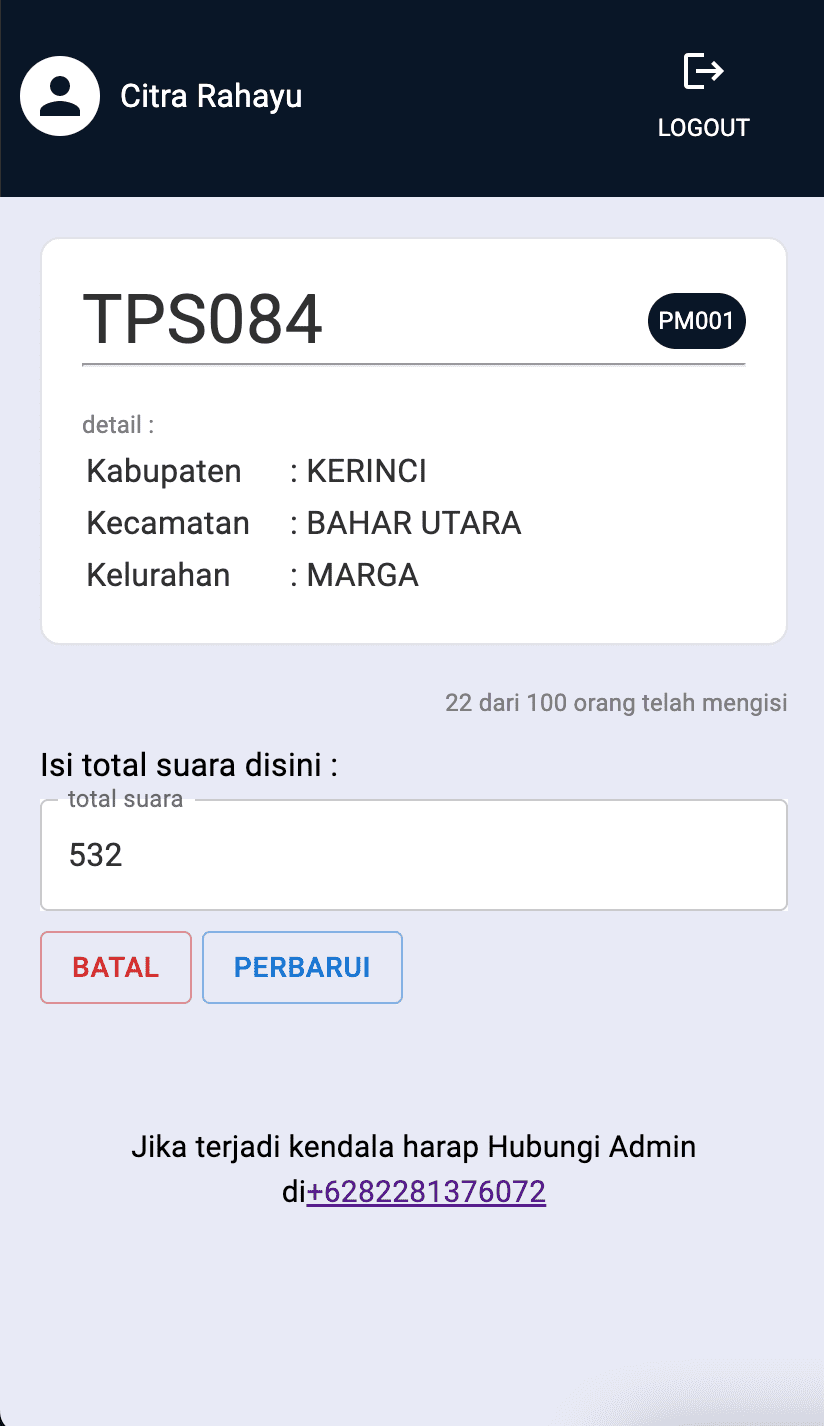 Citra Rahayu
LOGOUT
TPS084
PM001
detail :
Kabupaten : KERINCI
Kecamatan : BAHAR UTARA
Kelurahan : MARGA
22 dari 100 orang telah mengisi
Isi total suara disini :
total suara
532
BATAL PERBARUI
Jika terjadi kendala harap Hubungi Admin
di+6282281376072